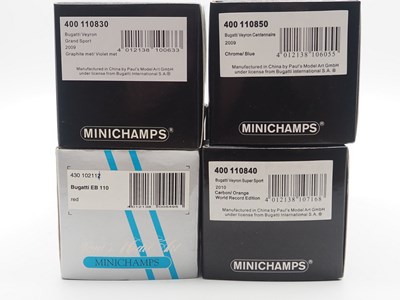 400 110830
Bugatti Veyron
Grand Sport
2009
Graphite met/ Violet met
4 012138 100633
Manufactured in China by Paul's Model Art GmbH
under license from Bugatti International S.A.®
MINICHAMPS
400 110850
Bugatti Veyron Centenaire
2009
Chrome/ Blue
4 012138 106055
Manufactured in China by Paul's Model Art GmbH
under license from Bugatti International S.A.®
MINICHAMPS
430 102112
Bugatti EB 110
red
MINICHAMPS
400 110840
Bugatti Veyron Super Sport
2010
Carbon/ Orange
World Record Edition
4 012138 107168
Manufactured in China by Paul's Model Art GmbH
under license from Bugatti International S.A.®
MINICHAMPS